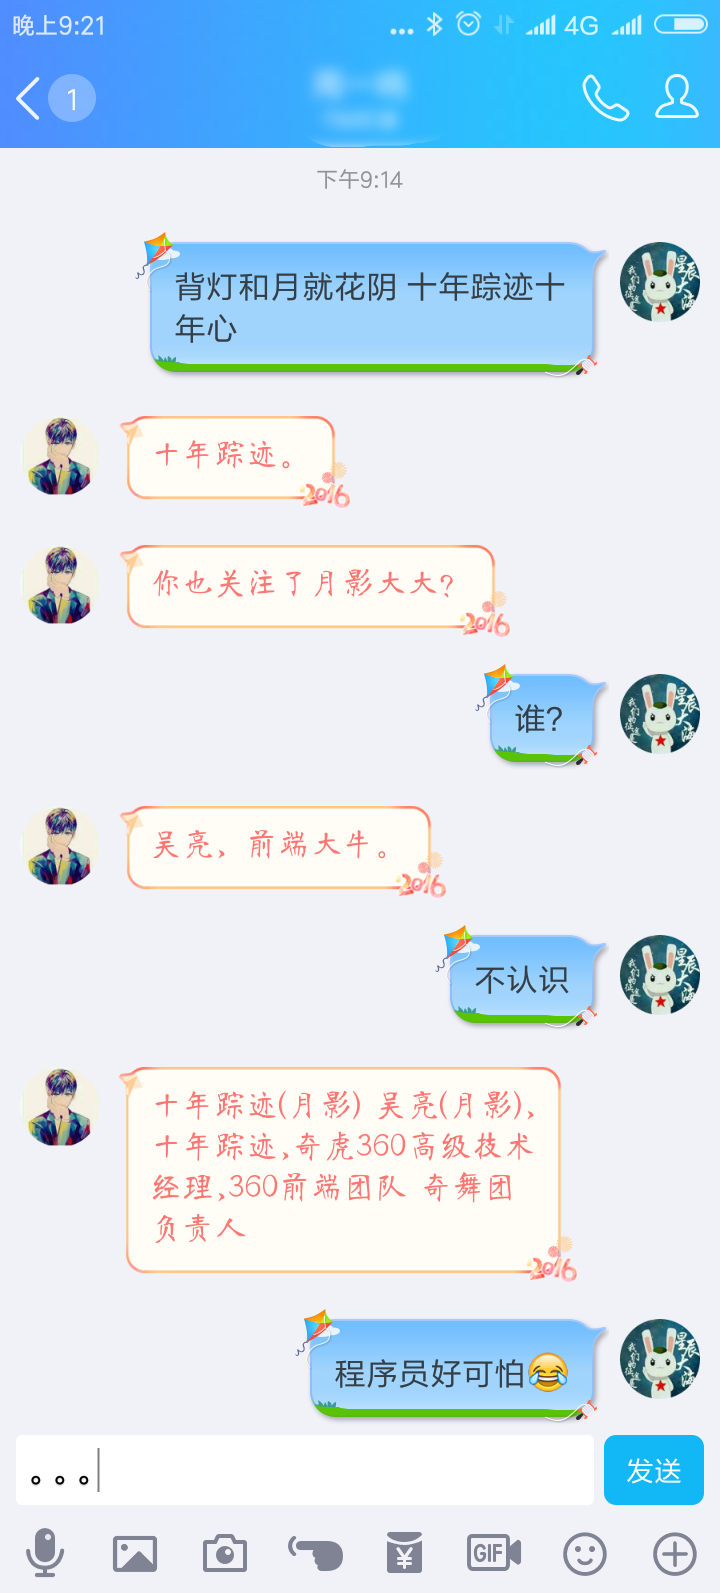 晚上9:21
4G
1
下午9:14
背灯和月就花阴 十年踪迹十
年心
十年踪迹。
2016
你也关注了月影大大?
2016
谁?
吴亮，前端大牛。
2016
不认识
十年踪迹(月影) 吴亮(月影),
十年踪迹,奇虎360高级技术
经理,360前端团队 奇舞团
负责人
2016
程序员好可怕😂
。。。
发送
GIF